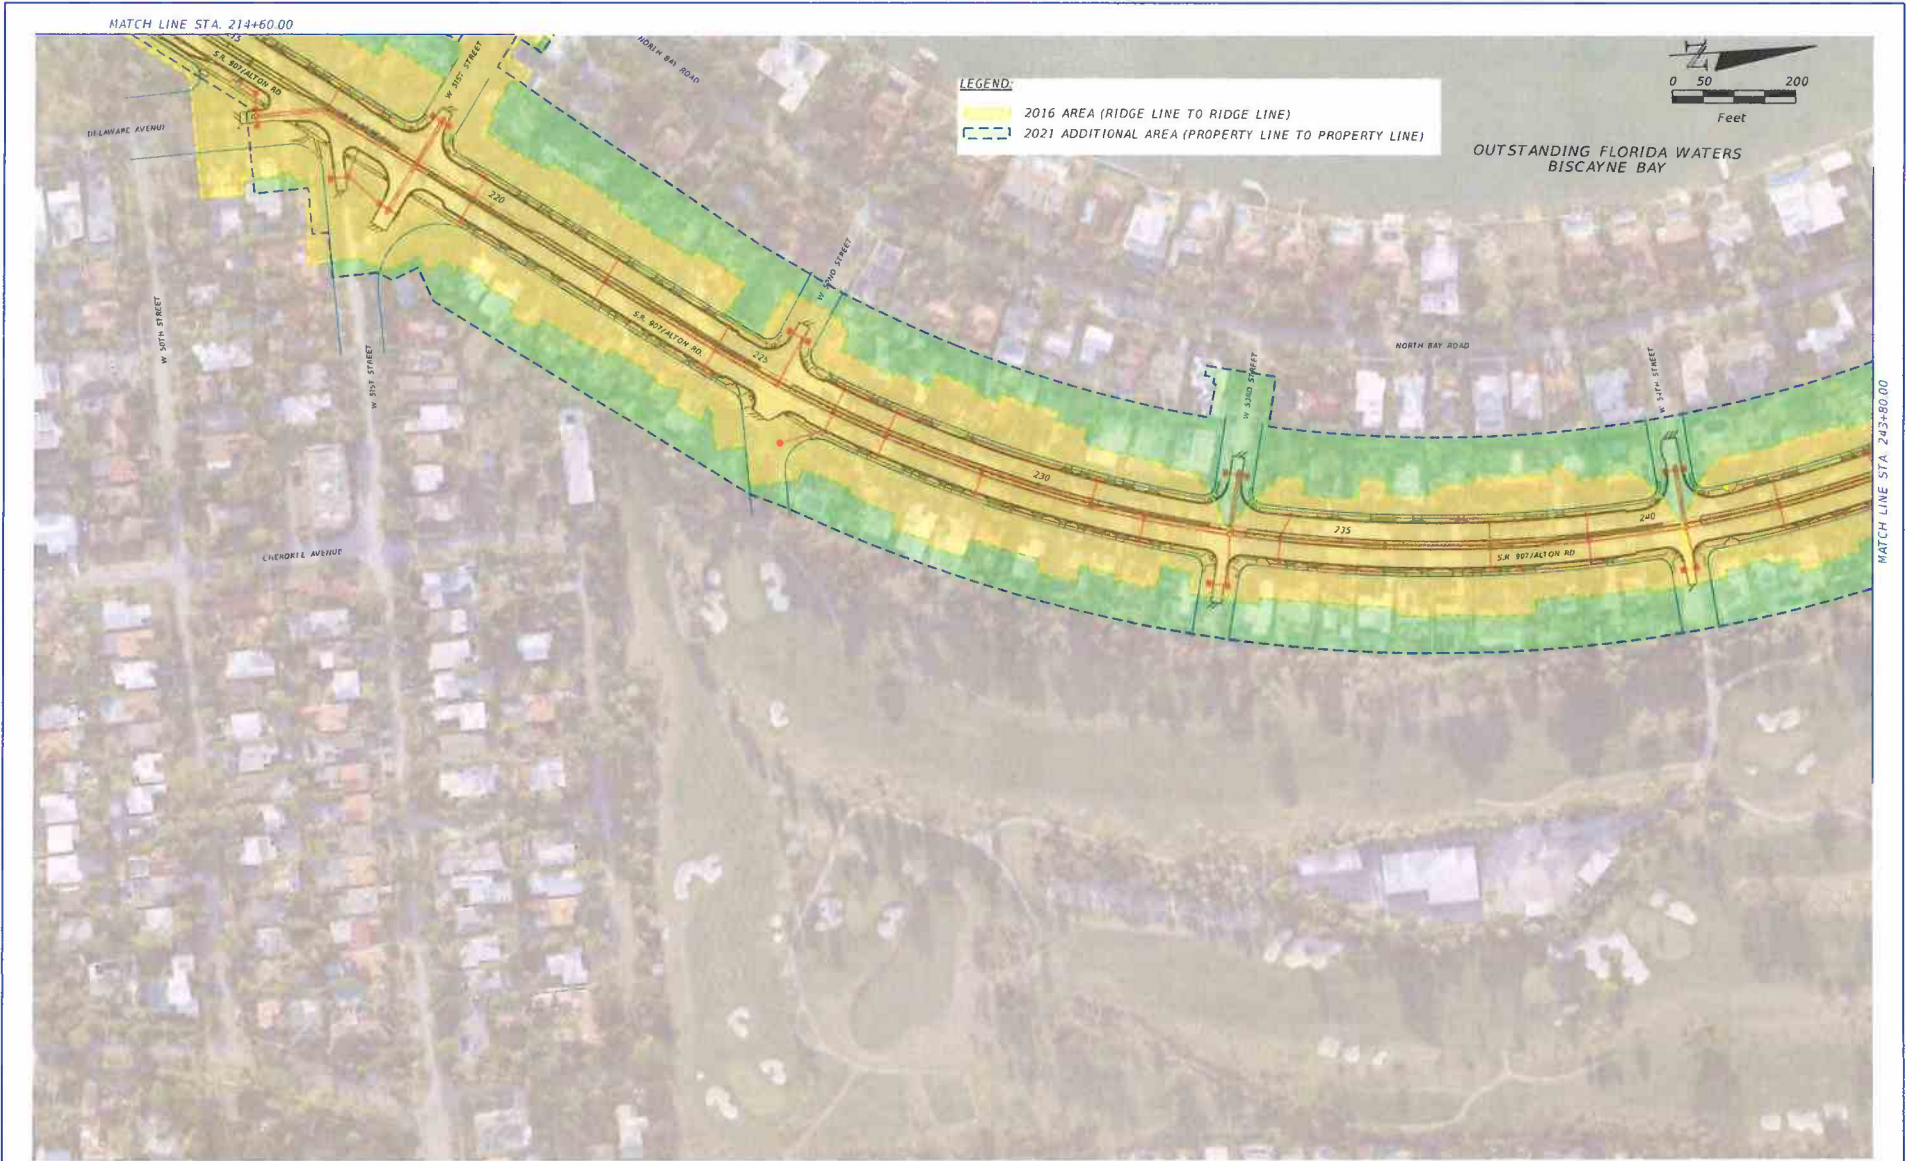 MATCH LINE STA. 214+60.00
215
S.R. 907/ALTON RD
W 51ST STREET
NORTH BAY ROAD
DELAWARE AVENUE
LEGEND:
2016 AREA (RIDGE LINE TO RIDGE LINE)
2021 ADDITIONAL AREA (PROPERTY LINE TO PROPERTY LINE)
N
0 50 200
Feet
OUTSTANDING FLORIDA WATERS
BISCAYNE BAY
220
W 52ND STREET
W 50TH STREET
W 51ST STREET
S.R. 907/ALTON RD.
225
W 53RD STREET
NORTH BAY ROAD
W 54TH STREET
MATCH LINE STA. 243+80.00
230
235
240
S.R. 907/ALTON RD
CHEROKEE AVENUE